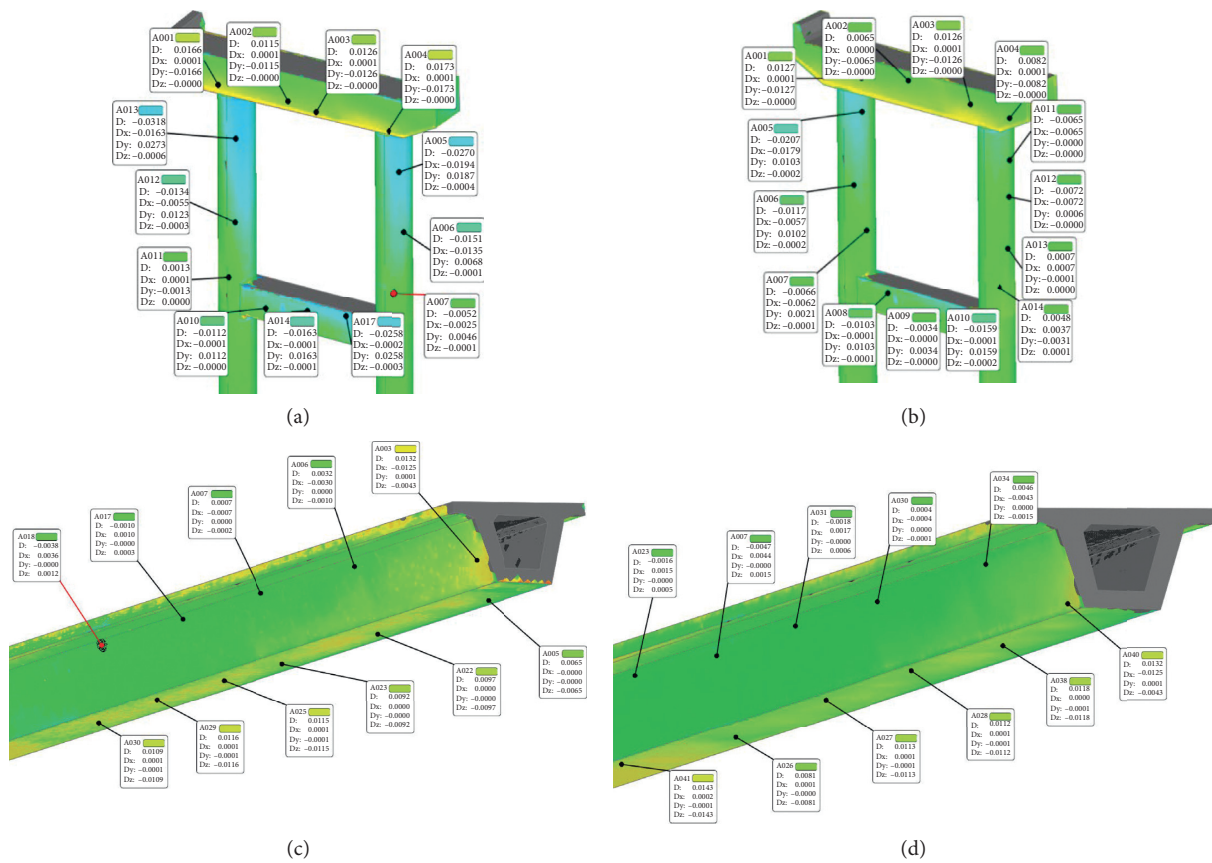 A001
D: 0.0166
Dx: 0.0001
Dy: -0.0166
Dz: -0.0000
A002
D: 0.0115
Dx: 0.0001
Dy: -0.0115
Dz: -0.0000
A003
D: 0.0126
Dx: 0.0001
Dy: -0.0126
Dz: -0.0000
A004
D: 0.0173
Dx: 0.0001
Dy: -0.0173
Dz: -0.0000
A013
D: -0.0318
Dx: -0.0163
Dy: 0.0273
Dz: -0.0006
A005
D: -0.0270
Dx: -0.0194
Dy: 0.0187
Dz: -0.0004
A012
D: -0.0134
Dx: -0.0055
Dy: 0.0123
Dz: -0.0003
A006
D: -0.0151
Dx: -0.0135
Dy: 0.0068
Dz: -0.0001
A011
D: 0.0013
Dx: 0.0001
Dy: -0.0013
Dz: 0.0000
A007
D: -0.0052
Dx: -0.0025
Dy: 0.0046
Dz: -0.0001
A010
D: -0.0112
Dx: -0.0001
Dy: 0.0112
Dz: -0.0000
A014
D: -0.0163
Dx: -0.0001
Dy: 0.0163
Dz: -0.0001
A017
D: -0.0258
Dx: -0.0002
Dy: 0.0258
Dz: -0.0003
(a)
A001
D: 0.0127
Dx: 0.0001
Dy: -0.0127
Dz: -0.0000
A002
D: 0.0065
Dx: 0.0000
Dy: -0.0065
Dz: -0.0000
A003
D: 0.0126
Dx: 0.0001
Dy: -0.0126
Dz: -0.0000
A004
D: 0.0082
Dx: 0.0001
Dy: -0.0082
Dz: -0.0000
A011
D: -0.0065
Dx: -0.0065
Dy: -0.0000
Dz: -0.0000
A005
D: -0.0207
Dx: -0.0179
Dy: 0.0103
Dz: -0.0002
A012
D: -0.0072
Dx: -0.0072
Dy: 0.0006
Dz: -0.0000
A006
D: -0.0117
Dx: -0.0057
Dy: 0.0102
Dz: -0.0002
A013
D: 0.0007
Dx: 0.0007
Dy: -0.0001
Dz: 0.0000
A007
D: -0.0066
Dx: -0.0062
Dy: 0.0021
Dz: -0.0001
A014
D: 0.0048
Dx: 0.0037
Dy: -0.0031
Dz: 0.0001
A008
D: -0.0103
Dx: -0.0001
Dy: 0.0103
Dz: -0.0001
A009
D: -0.0034
Dx: -0.0000
Dy: 0.0034
Dz: -0.0000
A010
D: -0.0159
Dx: -0.0001
Dy: 0.0159
Dz: -0.0002
(b)
A018
D: -0.0038
Dx: 0.0036
Dy: -0.0000
Dz: 0.0012
A017
D: -0.0010
Dx: 0.0010
Dy: -0.0000
Dz: 0.0003
A007
D: 0.0007
Dx: -0.0007
Dy: 0.0000
Dz: -0.0002
A006
D: 0.0032
Dx: -0.0030
Dy: 0.0000
Dz: -0.0010
A003
D: 0.0132
Dx: -0.0125
Dy: 0.0001
Dz: -0.0043
A030
D: 0.0109
Dx: 0.0001
Dy: -0.0001
Dz: -0.0109
A029
D: 0.0116
Dx: 0.0001
Dy: -0.0001
Dz: -0.0116
A025
D: 0.0115
Dx: 0.0001
Dy: -0.0001
Dz: -0.0115
A023
D: 0.0092
Dx: 0.0000
Dy: -0.0000
Dz: -0.0092
A022
D: 0.0097
Dx: 0.0000
Dy: -0.0000
Dz: -0.0097
A005
D: 0.0065
Dx: -0.0000
Dy: -0.0000
Dz: -0.0065
(c)
A023
D: -0.0016
Dx: 0.0015
Dy: -0.0000
Dz: 0.0005
A007
D: -0.0047
Dx: 0.0044
Dy: -0.0000
Dz: 0.0015
A031
D: -0.0018
Dx: 0.0017
Dy: -0.0000
Dz: 0.0006
A030
D: 0.0004
Dx: -0.0004
Dy: 0.0000
Dz: -0.0001
A034
D: 0.0046
Dx: -0.0043
Dy: 0.0000
Dz: -0.0015
A041
D: 0.0143
Dx: 0.0002
Dy: -0.0001
Dz: -0.0143
A026
D: 0.0081
Dx: 0.0001
Dy: -0.0000
Dz: -0.0081
A027
D: 0.0113
Dx: 0.0001
Dy: -0.0001
Dz: -0.0113
A028
D: 0.0112
Dx: 0.0001
Dy: -0.0001
Dz: -0.0112
A038
D: 0.0118
Dx: 0.0000
Dy: -0.0001
Dz: -0.0118
A040
D: 0.0132
Dx: -0.0125
Dy: 0.0001
Dz: -0.0043
(d)